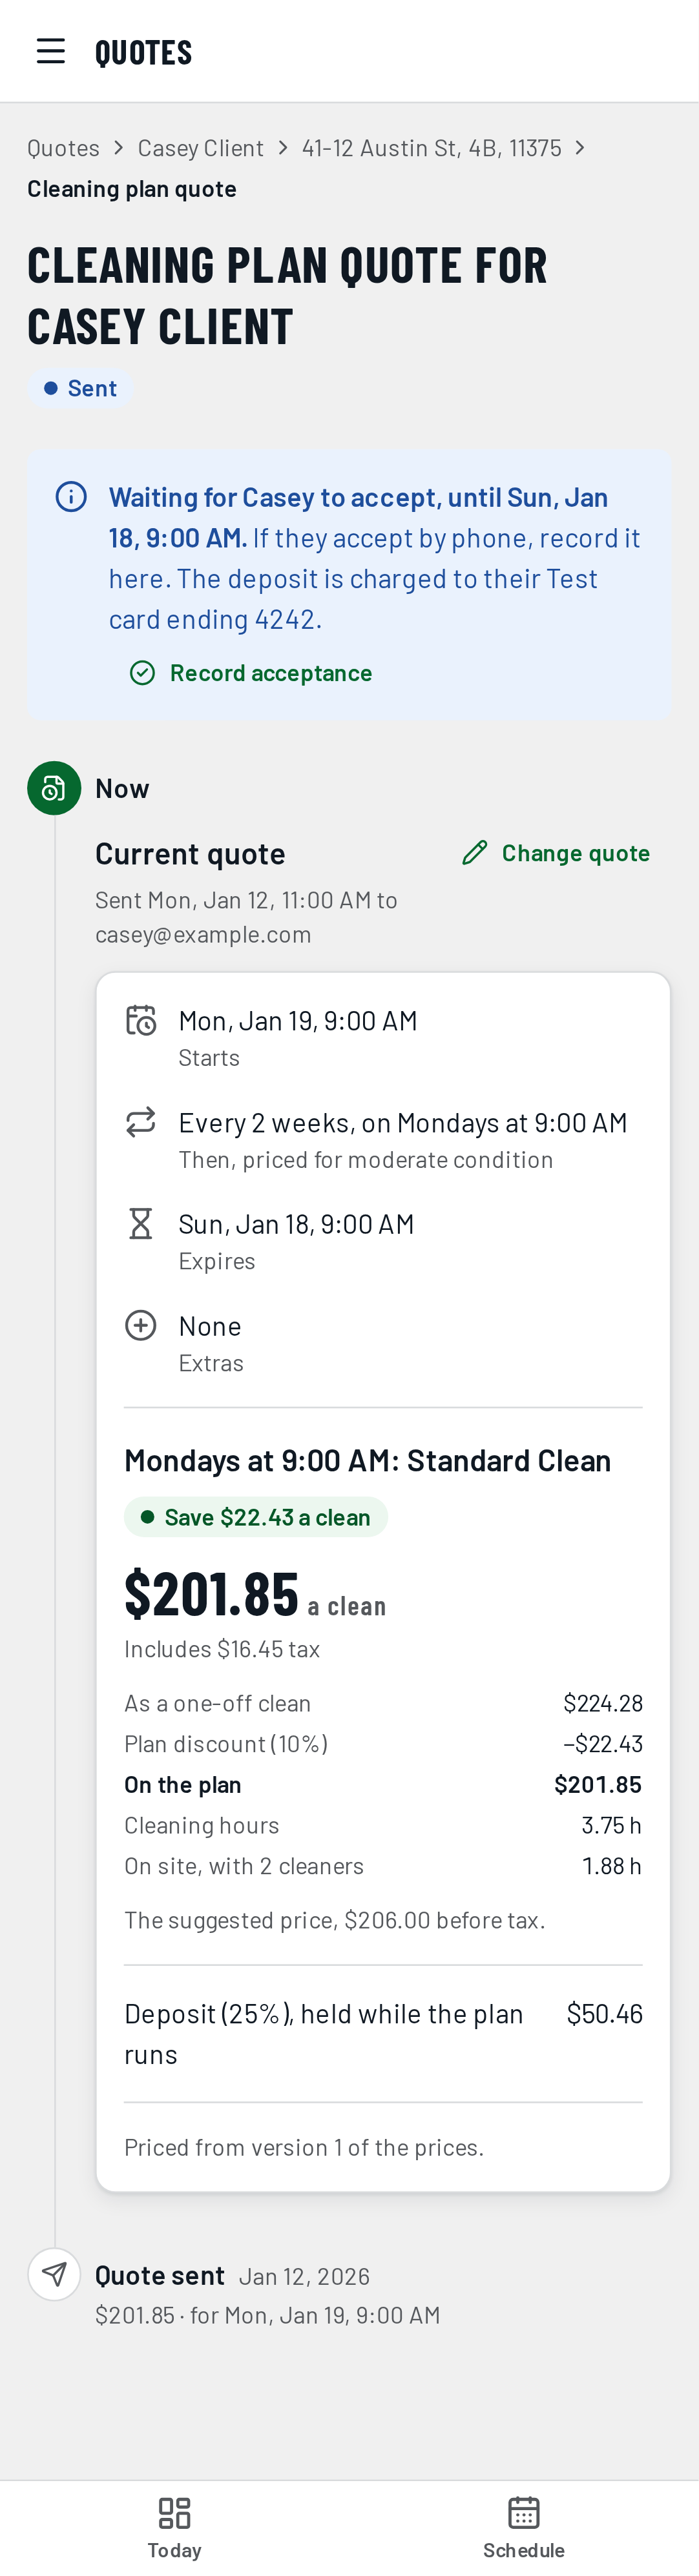 QUOTES
Quotes > Casey Client > 41-12 Austin St, 4B, 11375 >
Cleaning plan quote
CLEANING PLAN QUOTE FOR
CASEY CLIENT
Sent
Waiting for Casey to accept, until Sun, Jan
18, 9:00 AM. If they accept by phone, record it
here. The deposit is charged to their Test
card ending 4242.
Record acceptance
Now
Current quote
Change quote
Sent Mon, Jan 12, 11:00 AM to
casey@example.com
Mon, Jan 19, 9:00 AM
Starts
Every 2 weeks, on Mondays at 9:00 AM
Then, priced for moderate condition
Sun, Jan 18, 9:00 AM
Expires
None
Extras
Mondays at 9:00 AM: Standard Clean
Save $22.43 a clean
$201.85 a clean
Includes $16.45 tax
As a one-off clean $224.28
Plan discount (10%) −$22.43
On the plan $201.85
Cleaning hours 3.75 h
On site, with 2 cleaners 1.88 h
The suggested price, $206.00 before tax.
Deposit (25%), held while the plan $50.46
runs
Priced from version 1 of the prices.
Quote sent Jan 12, 2026
$201.85 · for Mon, Jan 19, 9:00 AM
Today Schedule